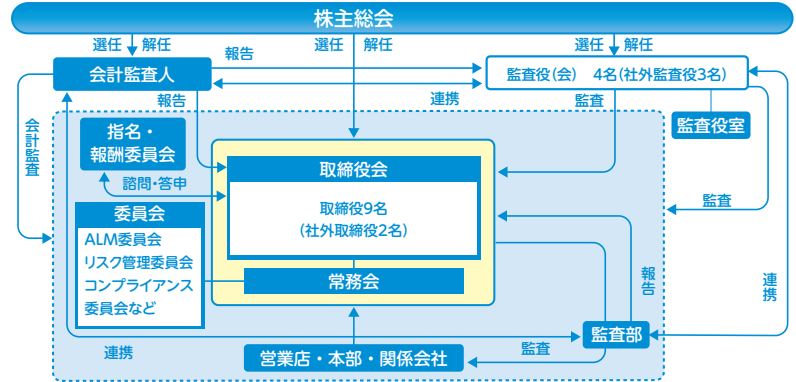 株主総会
選任 解任
選任 解任
選任 解任
会計監査人
報告
監査役(会) 4名(社外監査役3名)
報告
連携
監査
監査役室
会計監査
指名・
報酬委員会
諮問・答申
取締役会
取締役9名
(社外取締役2名)
監査
委員会
ALM委員会
リスク管理委員会
コンプライアンス
委員会など
常務会
報告
連携
監査部
連携
営業店・本部・関係会社
監査